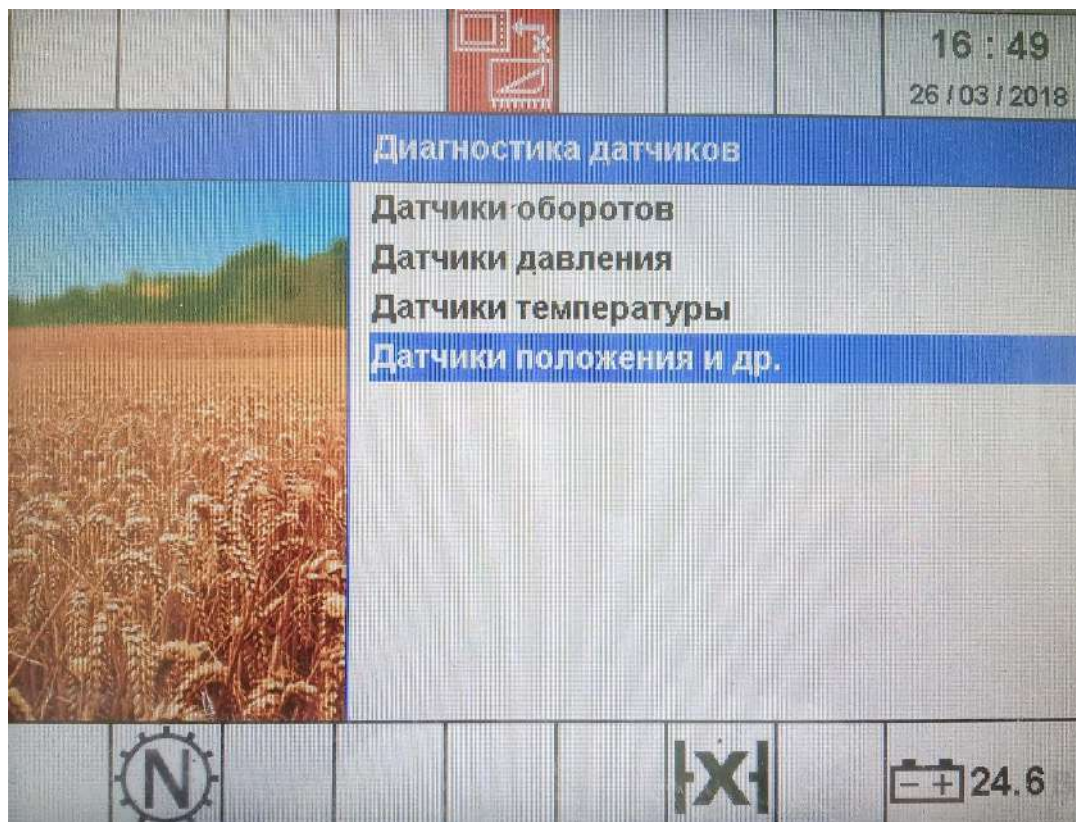 16 : 49
26 / 03 / 2018
Диагностика датчиков
Датчики оборотов
Датчики давления
Датчики температуры
Датчики положения и др.
N
X
- + 24.6